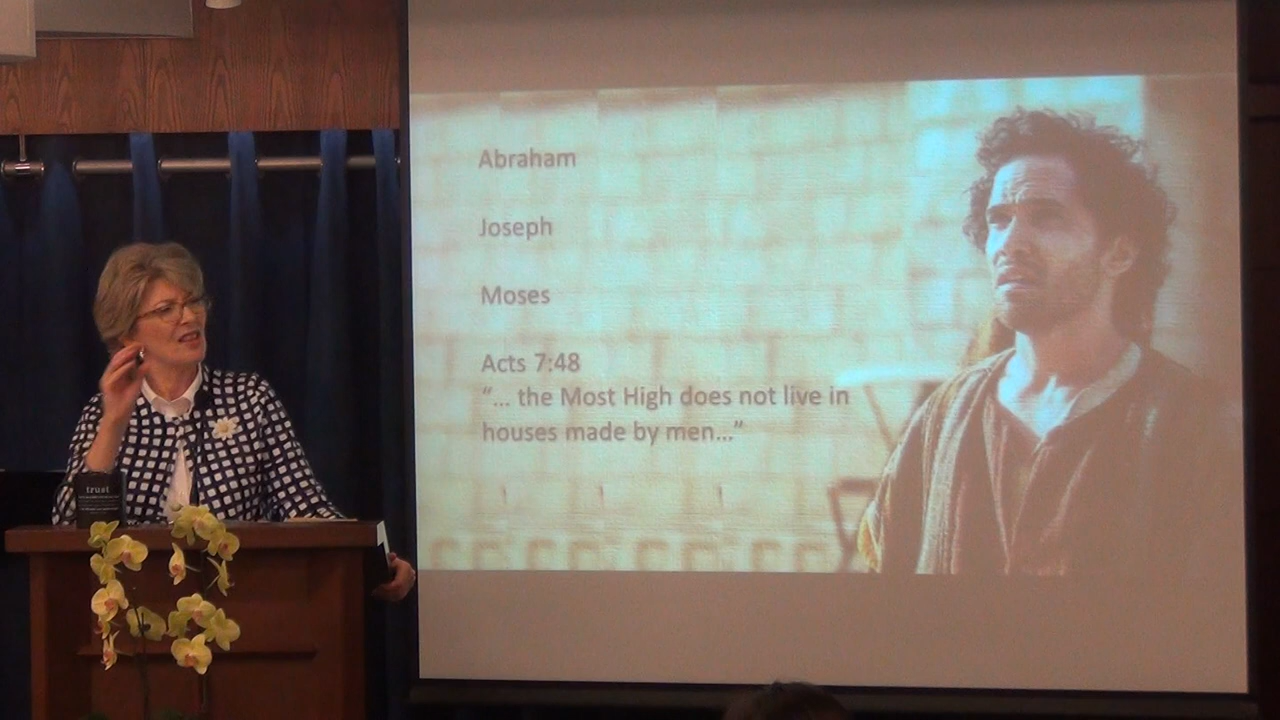 Abraham
Joseph
Moses
Acts 7:48
“... the Most High does not live in
houses made by men...”
trust